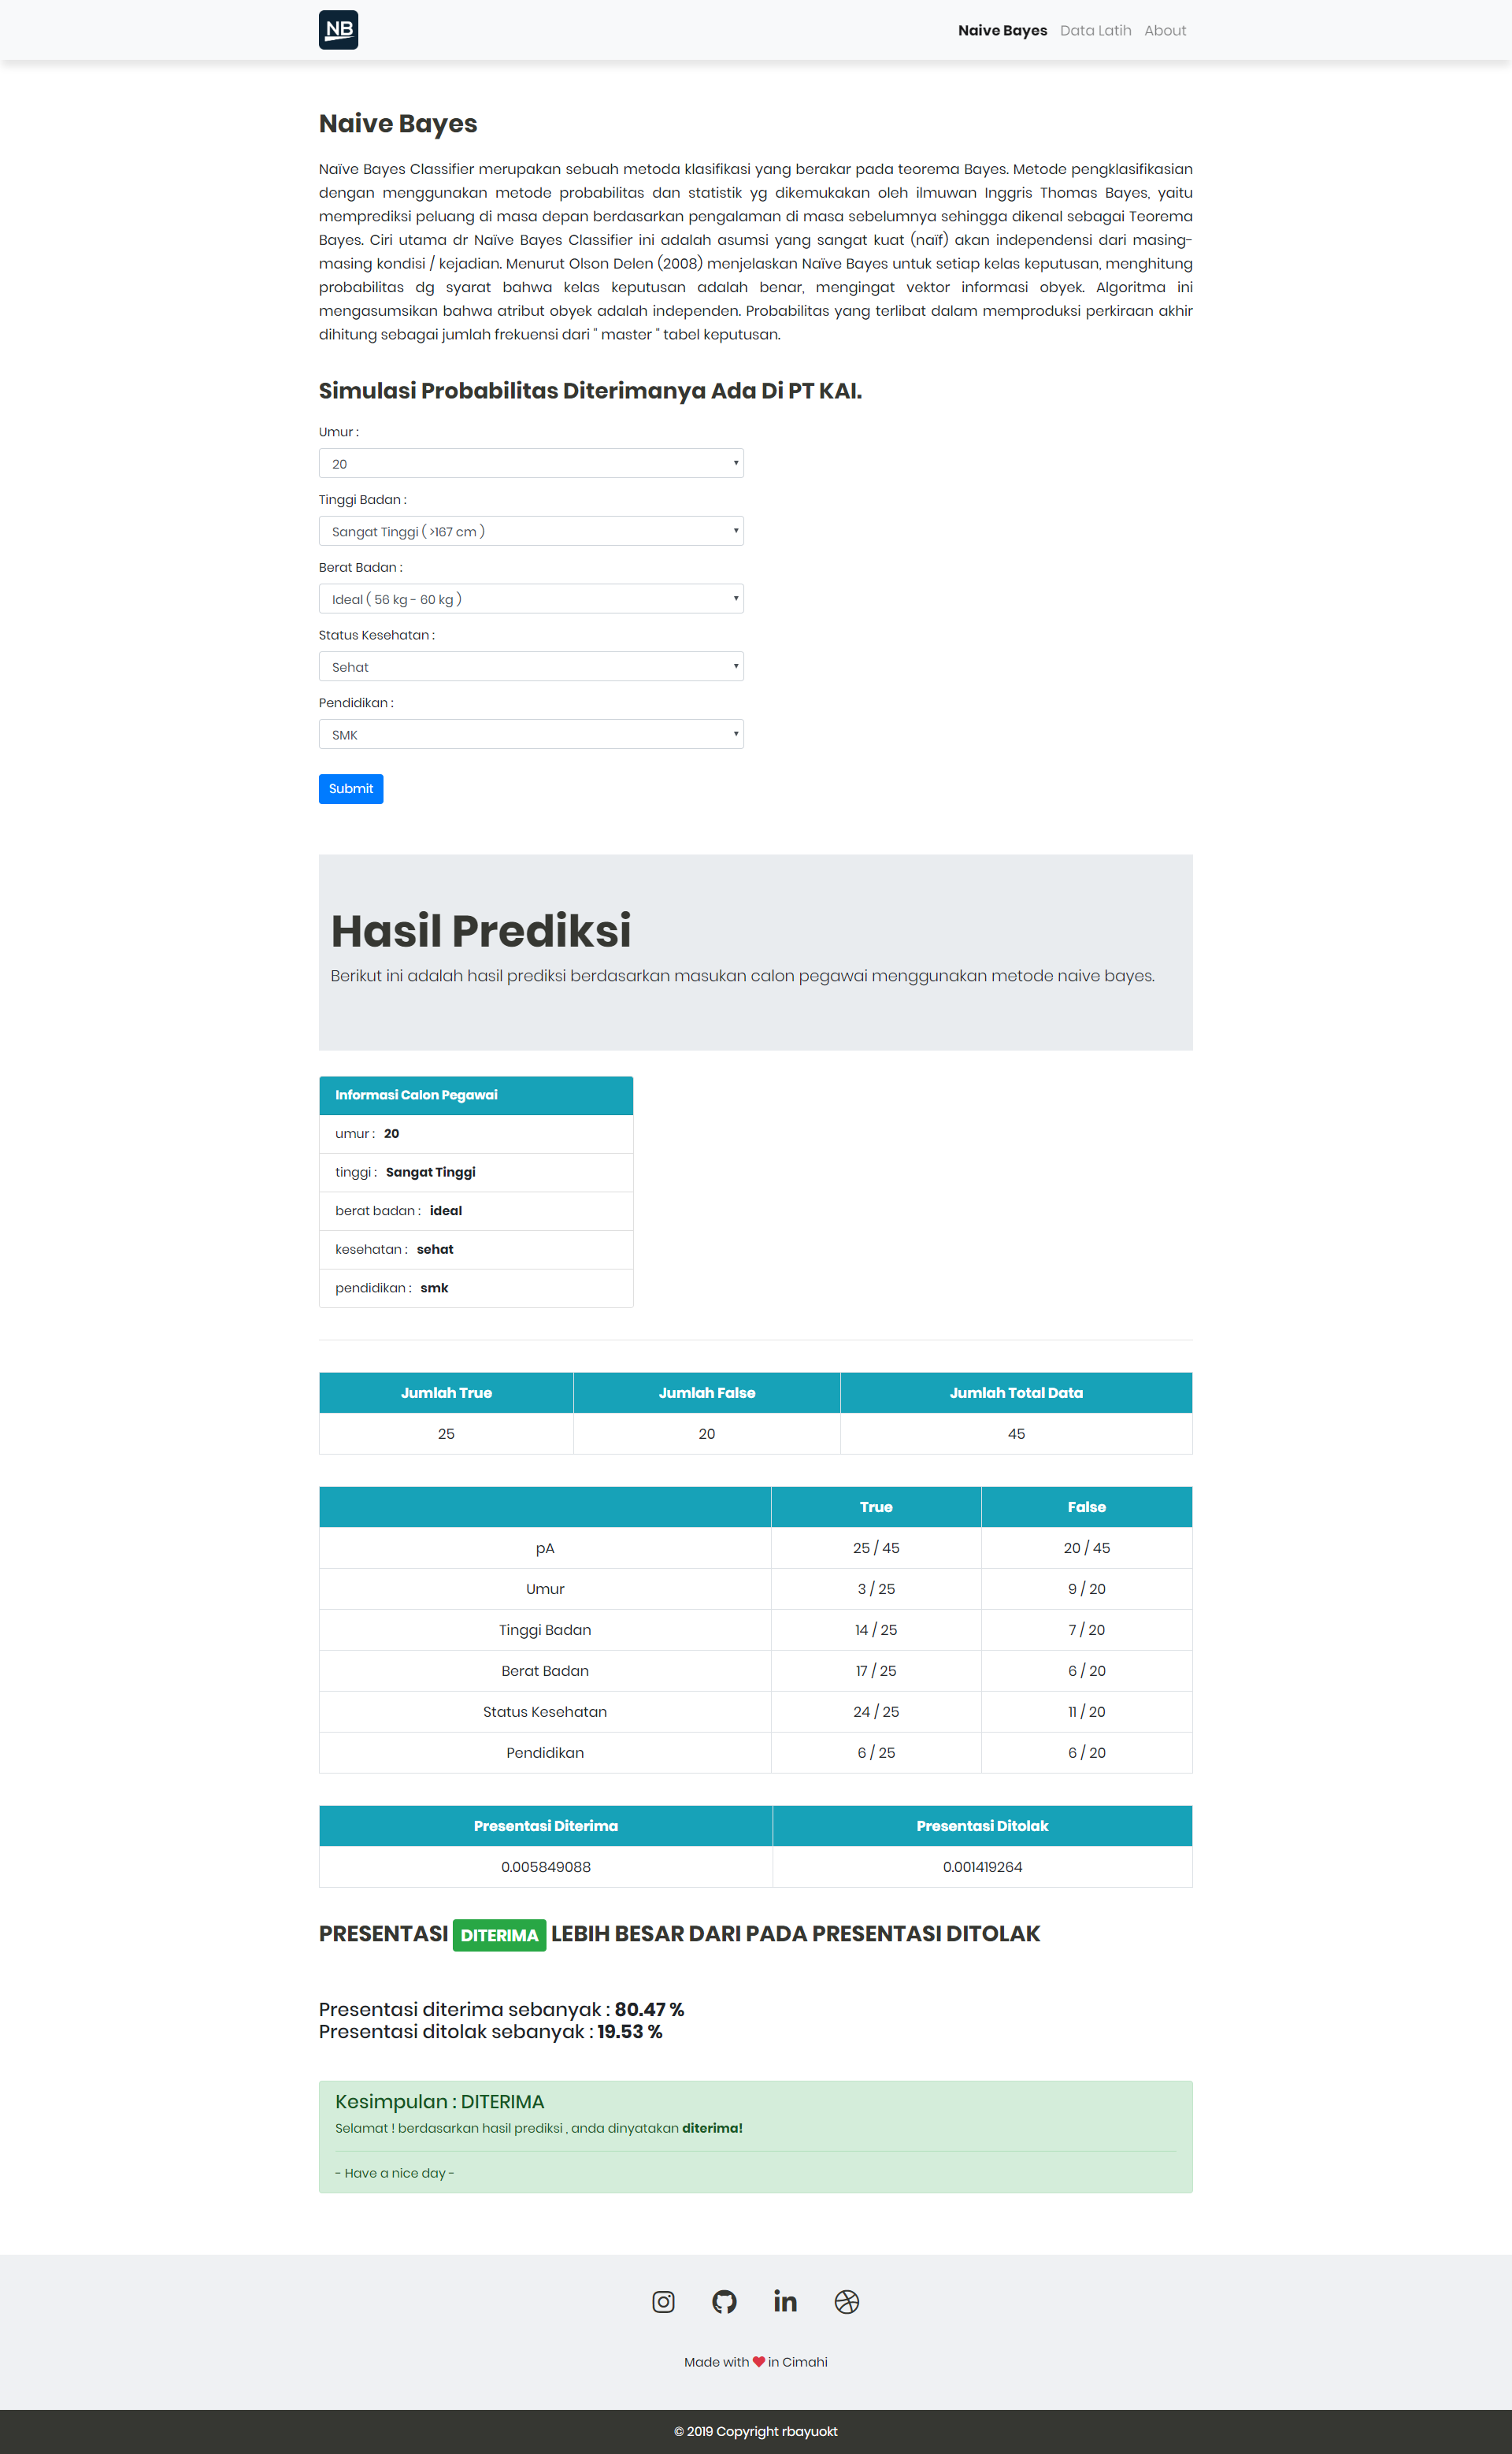 NB
Naive Bayes Data Latih About
Naive Bayes
Naïve Bayes Classifier merupakan sebuah metoda klasifikasi yang berakar pada teorema Bayes. Metode pengklasifikasian
dengan menggunakan metode probabilitas dan statistik yg dikemukakan oleh ilmuwan Inggris Thomas Bayes, yaitu
memprediksi peluang di masa depan berdasarkan pengalaman di masa sebelumnya sehingga dikenal sebagai Teorema
Bayes. Ciri utama dr Naïve Bayes Classifier ini adalah asumsi yang sangat kuat (naïf) akan independensi dari masing-
masing kondisi / kejadian. Menurut Olson Delen (2008) menjelaskan Naïve Bayes untuk setiap kelas keputusan, menghitung
probabilitas dg syarat bahwa kelas keputusan adalah benar, mengingat vektor informasi obyek. Algoritma ini
mengasumsikan bahwa atribut obyek adalah independen. Probabilitas yang terlibat dalam memproduksi perkiraan akhir
dihitung sebagai jumlah frekuensi dari " master " tabel keputusan.
Simulasi Probabilitas Diterimanya Ada Di PT KAI.
Umur :
20
Tinggi Badan :
Sangat Tinggi ( >167 cm )
Berat Badan :
Ideal ( 56 kg - 60 kg )
Status Kesehatan :
Sehat
Pendidikan :
SMK
Submit
Hasil Prediksi
Berikut ini adalah hasil prediksi berdasarkan masukan calon pegawai menggunakan metode naive bayes.
Informasi Calon Pegawai
umur : 20
tinggi : Sangat Tinggi
berat badan : ideal
kesehatan : sehat
pendidikan : smk
Jumlah True Jumlah False Jumlah Total Data
25 20 45
True False
pA 25 / 45 20 / 45
Umur 3 / 25 9 / 20
Tinggi Badan 14 / 25 7 / 20
Berat Badan 17 / 25 6 / 20
Status Kesehatan 24 / 25 11 / 20
Pendidikan 6 / 25 6 / 20
Presentasi Diterima Presentasi Ditolak
0.005849088 0.001419264
PRESENTASI DITERIMA LEBIH BESAR DARI PADA PRESENTASI DITOLAK
Presentasi diterima sebanyak : 80.47 %
Presentasi ditolak sebanyak : 19.53 %
Kesimpulan : DITERIMA
Selamat ! berdasarkan hasil prediksi , anda dinyatakan diterima!
- Have a nice day -
Made with ❤ in Cimahi
© 2019 Copyright rbayuokt